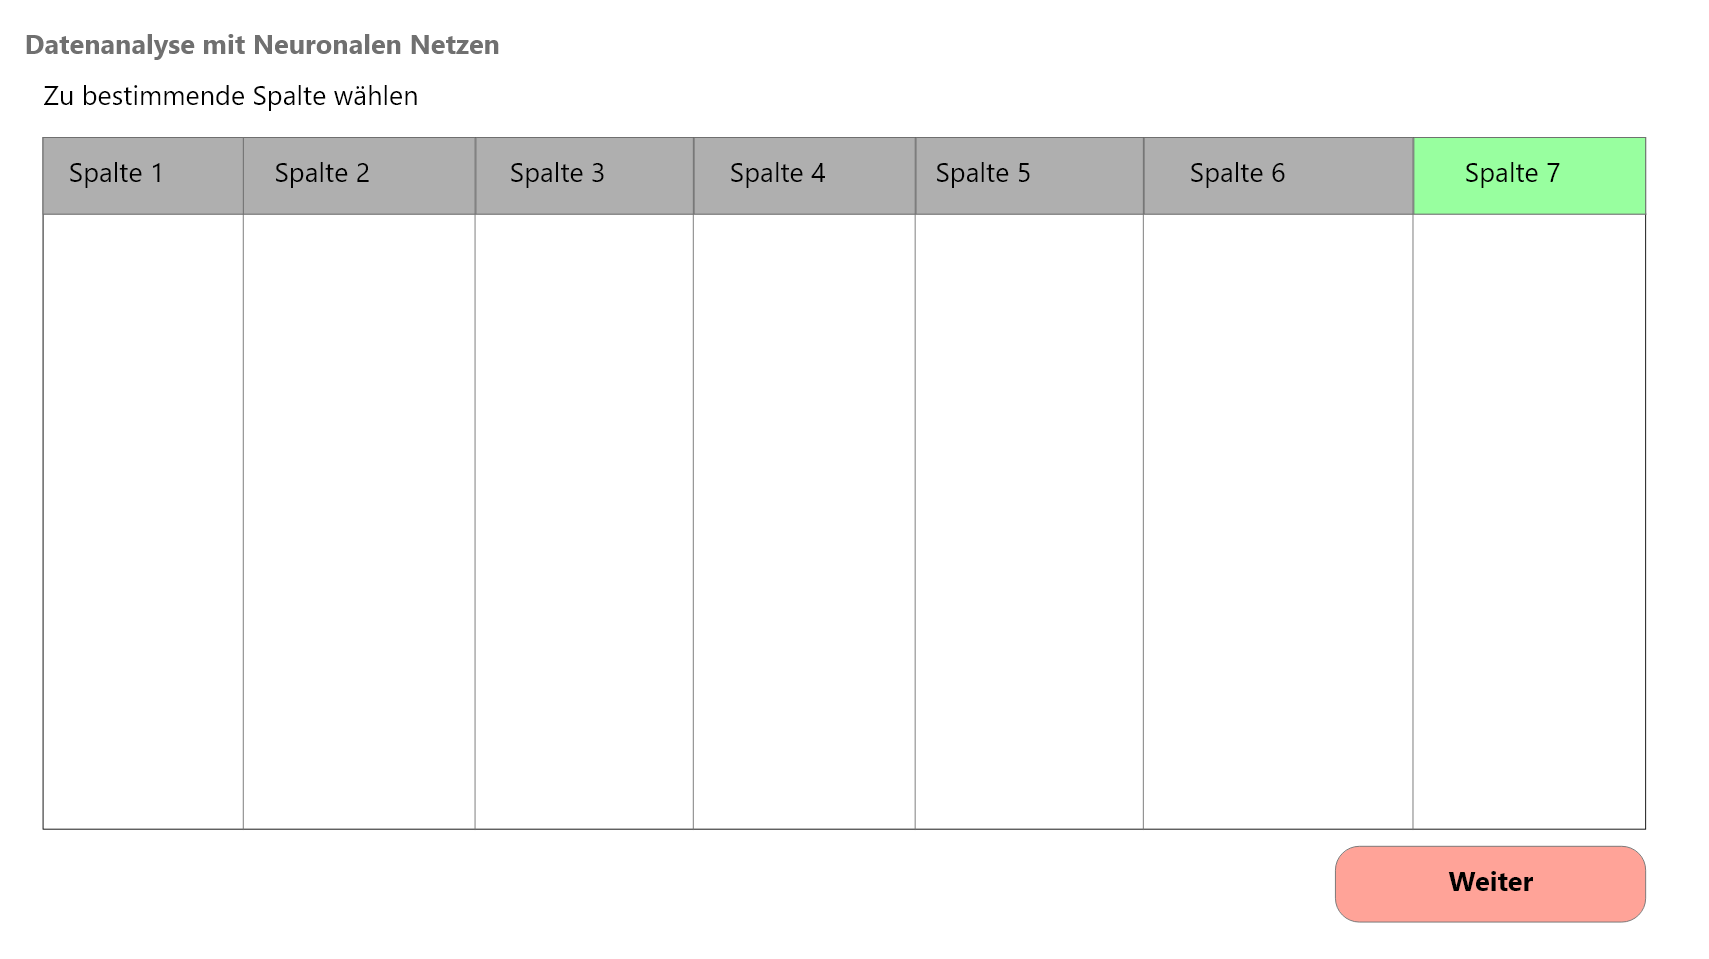 Datenanalyse mit Neuronalen Netzen
Zu bestimmende Spalte wählen
Spalte 1 Spalte 2 Spalte 3 Spalte 4 Spalte 5 Spalte 6 Spalte 7
Weiter